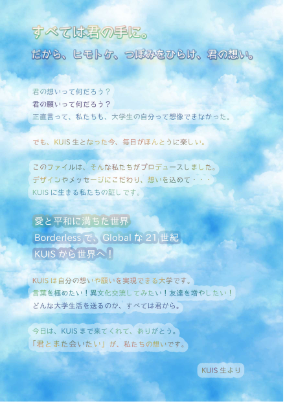 すべては君の手に。
だから、ヒモトケ、つぼみをひらけ、君の想い。
君の想いって何だろう?
君の願いって何だろう?
正直言って、私たちも、大学生の自分って想像できなかった。
でも、KUIS生となった今、毎日がほんとうに楽しい。
このファイルは、そんな私たちがプロデュースしました。
デザインやメッセージにこだわり、想いを込めて・・・
KUISに生きる私たちの証しです。
愛と平和に満ちた世界
Borderlessで、Globalな21世紀
KUISから世界へ!
KUISは自分の想いや願いを実現できる大学です。
言葉を極めたい!異文化交流してみたい!友達を増やしたい!
どんな大学生活を送るのか、すべては君から。
今日は、KUISまで来てくれて、ありがとう。
「君とまた会いたい」が、私たちの想いです。
KUIS生より